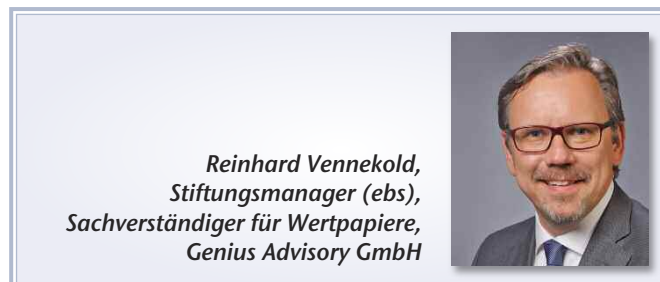 Reinhard Vennekold,
Stiftungsmanager (ebs),
Sachverständiger für Wertpapiere,
Genius Advisory GmbH